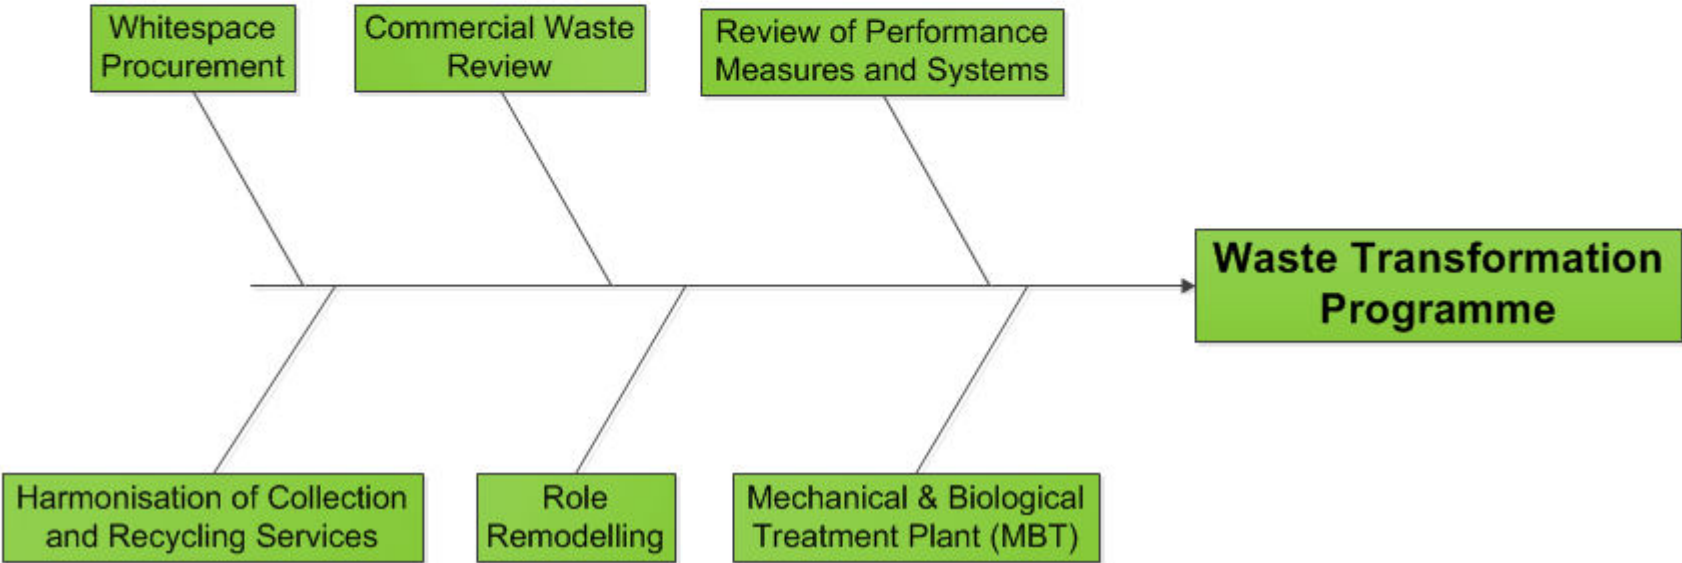 Whitespace
Procurement
Commercial Waste
Review
Review of Performance
Measures and Systems
Waste Transformation
Programme
Harmonisation of Collection
and Recycling Services
Role
Remodelling
Mechanical & Biological
Treatment Plant (MBT)